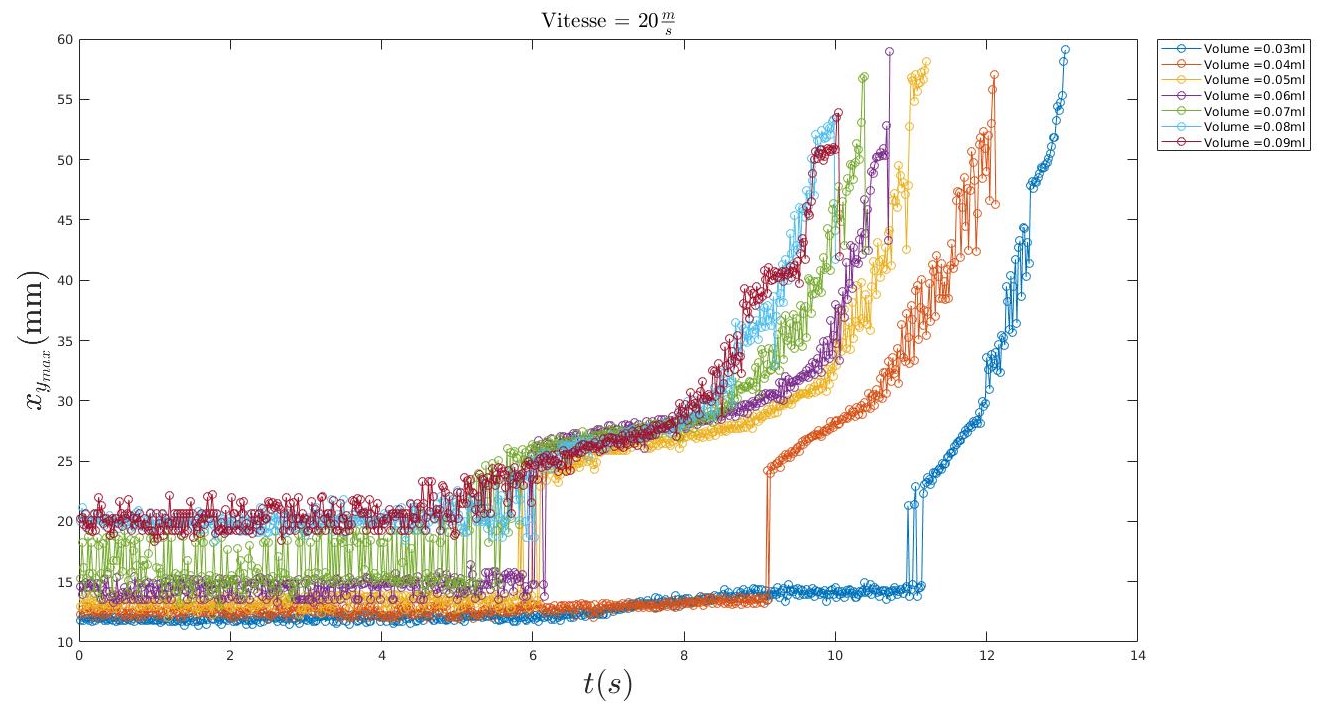 Vitesse = 20 m/s
Volume =0.03ml
Volume =0.04ml
Volume =0.05ml
Volume =0.06ml
Volume =0.07ml
Volume =0.08ml
Volume =0.09ml
60
55
50
45
40
35
30
25
20
15
10
x_{y_{max}}(mm)
0 2 4 6 8 10 12 14
t(s)